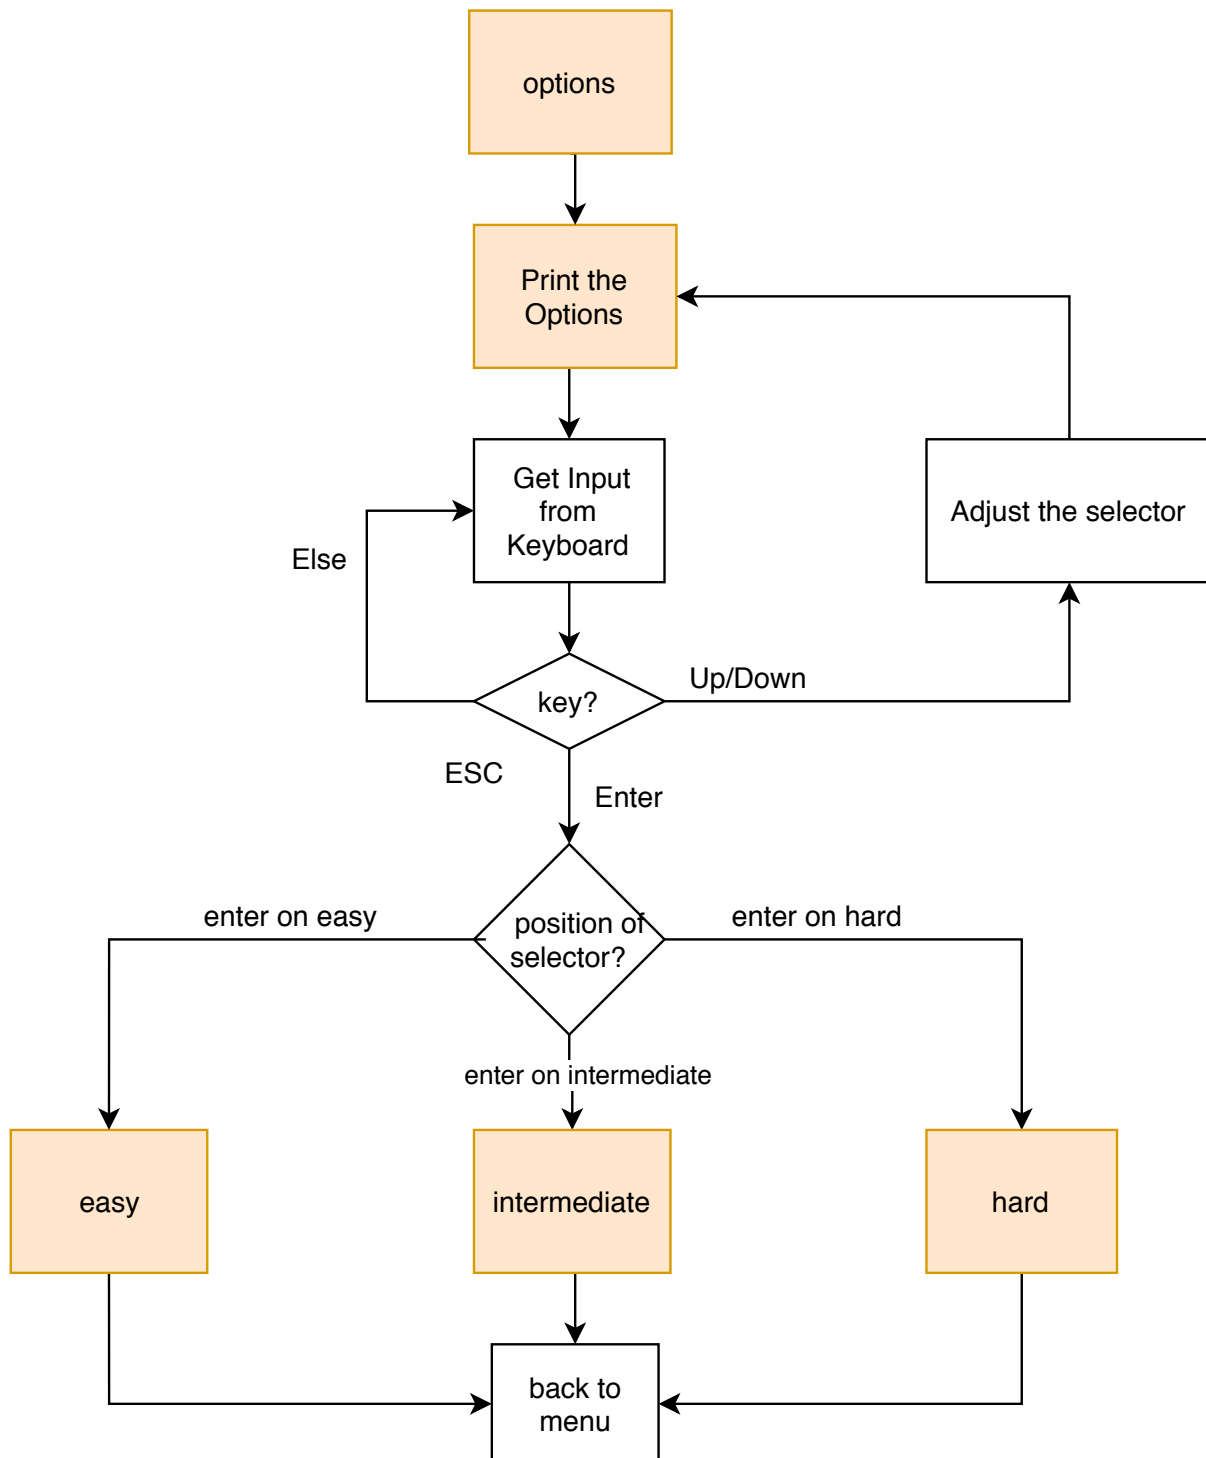 options
Print the
Options
Get Input
from
Keyboard
Adjust the selector
Else
key?
Up/Down
ESC
Enter
position of
selector?
enter on easy
enter on hard
enter on intermediate
easy
intermediate
hard
back to
menu